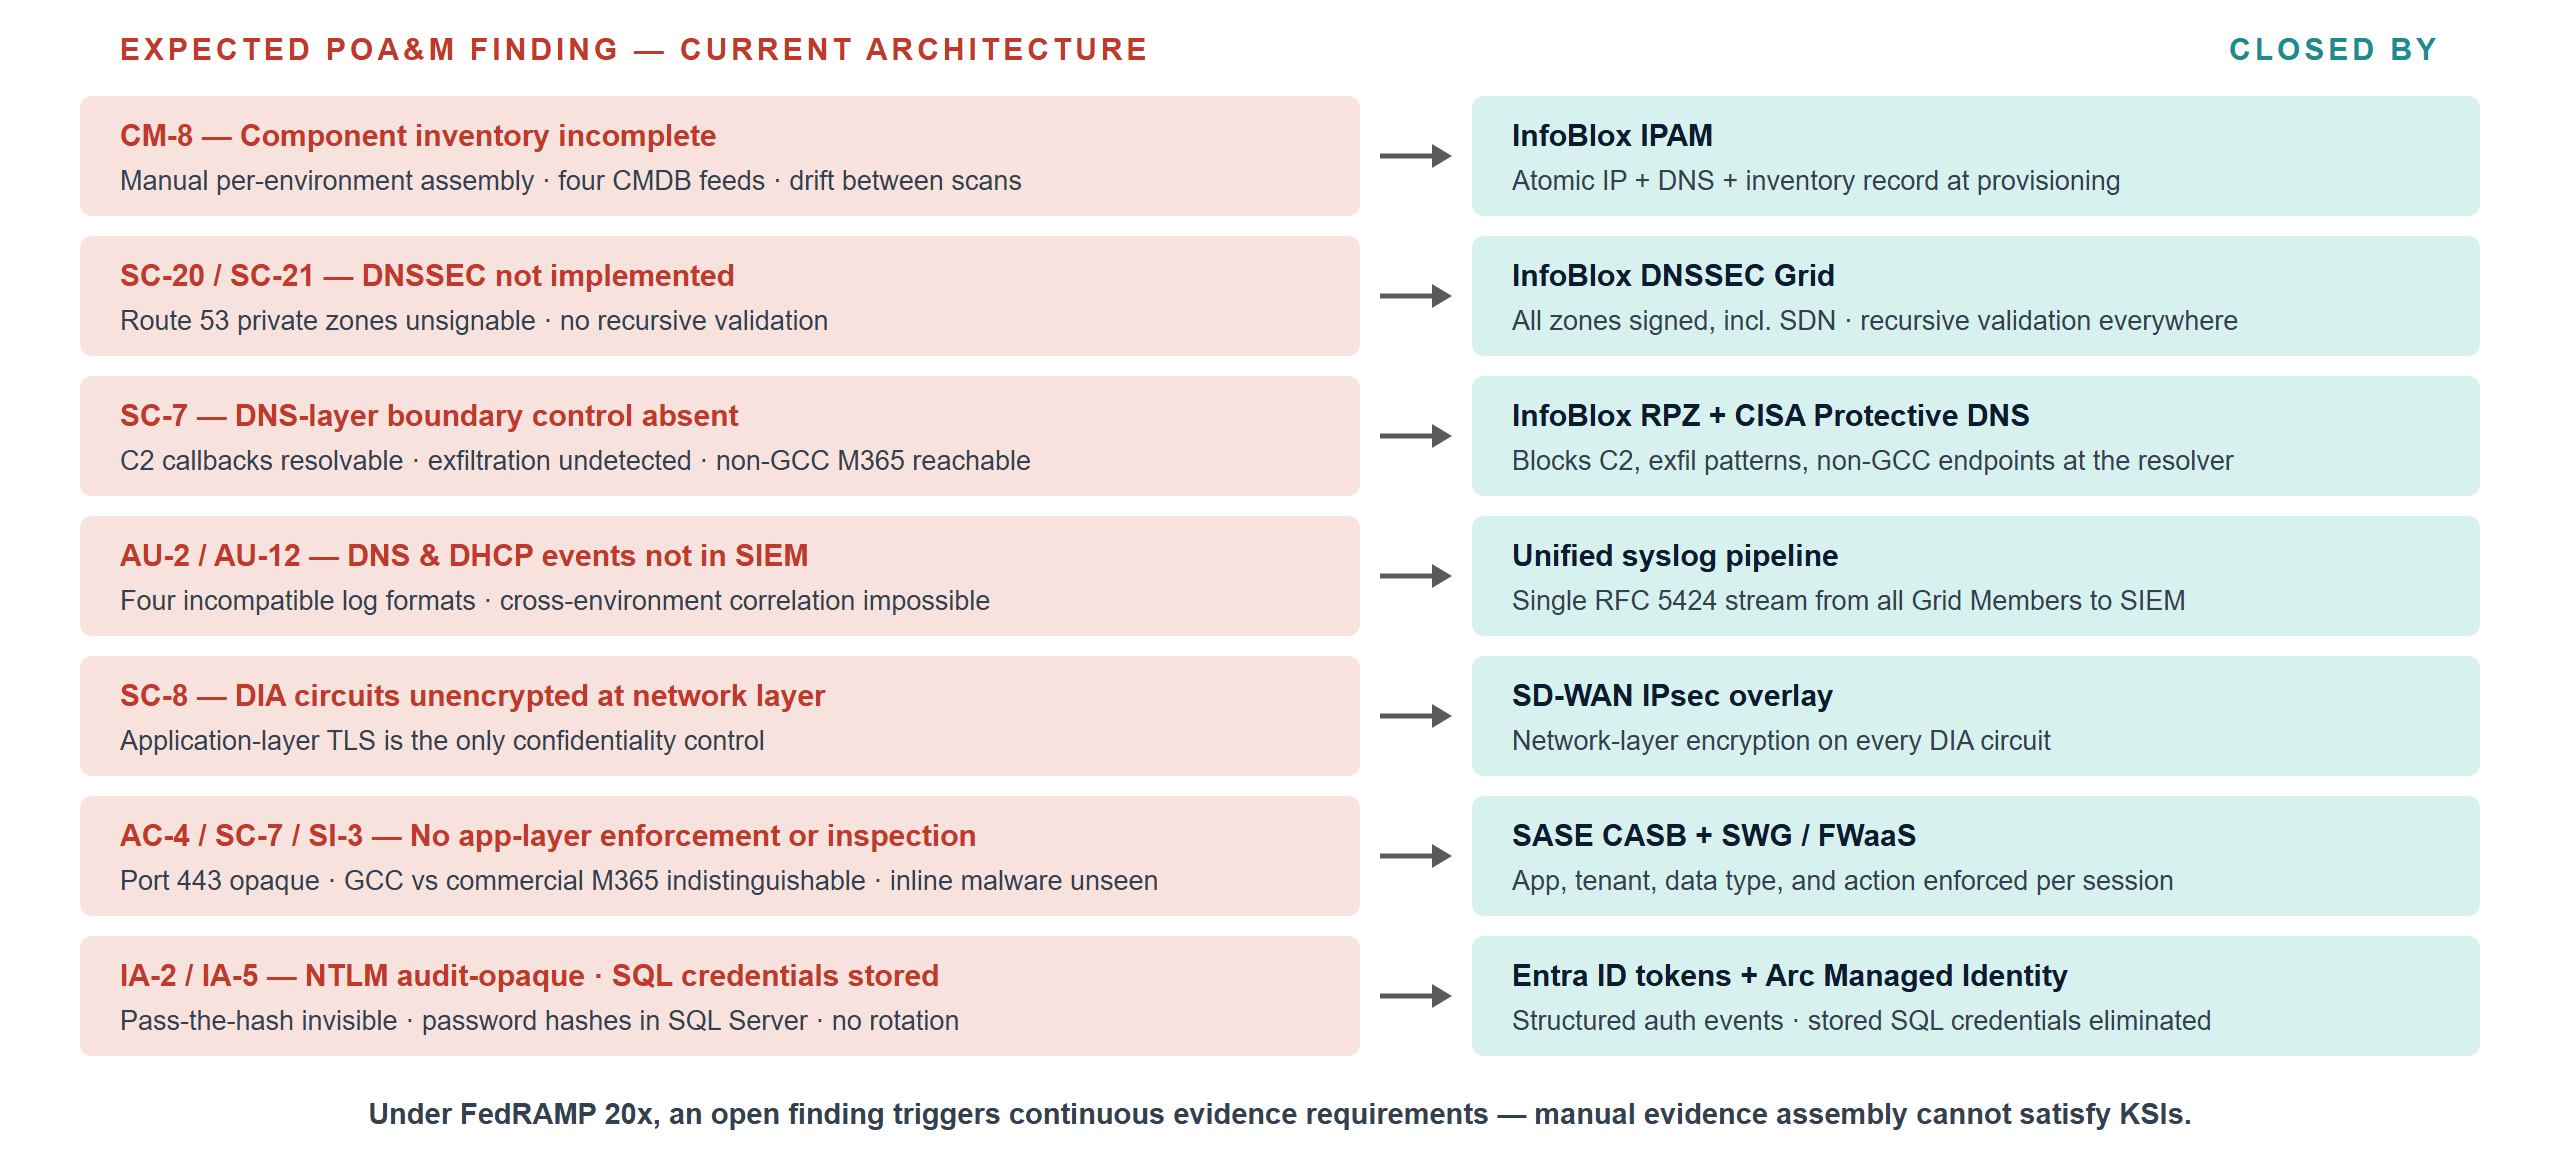 EXPECTED POA&M FINDING — CURRENT ARCHITECTURE
CLOSED BY
CM-8 — Component inventory incomplete
Manual per-environment assembly · four CMDB feeds · drift between scans
InfoBlox IPAM
Atomic IP + DNS + inventory record at provisioning
SC-20 / SC-21 — DNSSEC not implemented
Route 53 private zones unsignable · no recursive validation
InfoBlox DNSSEC Grid
All zones signed, incl. SDN · recursive validation everywhere
SC-7 — DNS-layer boundary control absent
C2 callbacks resolvable · exfiltration undetected · non-GCC M365 reachable
InfoBlox RPZ + CISA Protective DNS
Blocks C2, exfil patterns, non-GCC endpoints at the resolver
AU-2 / AU-12 — DNS & DHCP events not in SIEM
Four incompatible log formats · cross-environment correlation impossible
Unified syslog pipeline
Single RFC 5424 stream from all Grid Members to SIEM
SC-8 — DIA circuits unencrypted at network layer
Application-layer TLS is the only confidentiality control
SD-WAN IPsec overlay
Network-layer encryption on every DIA circuit
AC-4 / SC-7 / SI-3 — No app-layer enforcement or inspection
Port 443 opaque · GCC vs commercial M365 indistinguishable · inline malware unseen
SASE CASB + SWG / FWaaS
App, tenant, data type, and action enforced per session
IA-2 / IA-5 — NTLM audit-opaque · SQL credentials stored
Pass-the-hash invisible · password hashes in SQL Server · no rotation
Entra ID tokens + Arc Managed Identity
Structured auth events · stored SQL credentials eliminated
Under FedRAMP 20x, an open finding triggers continuous evidence requirements — manual evidence assembly cannot satisfy KSIs.